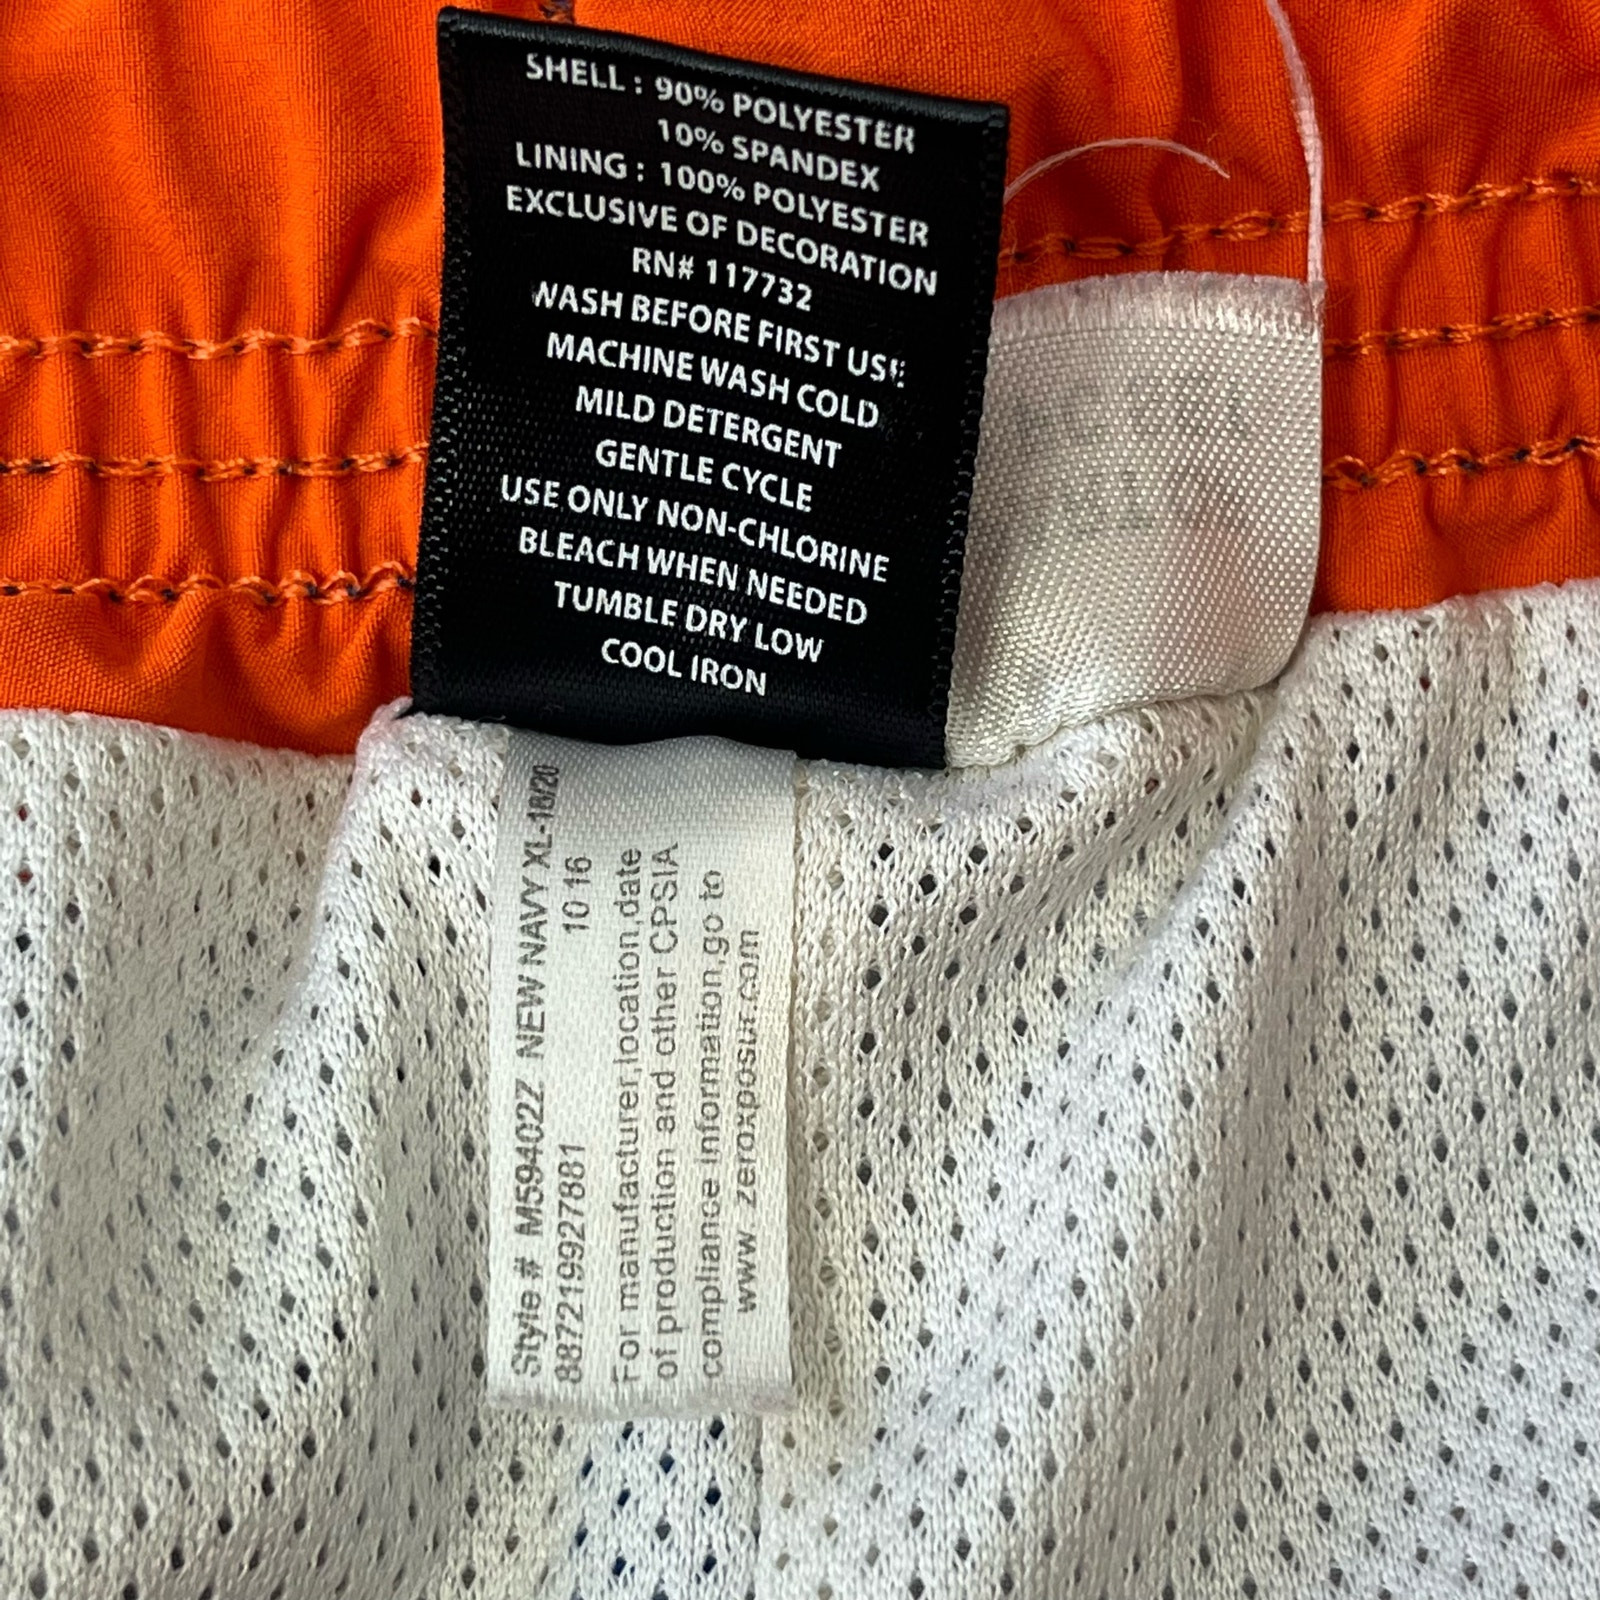 SHELL : 90% POLYESTER
10% SPANDEX
LINING : 100% POLYESTER
EXCLUSIVE OF DECORATION
RN# 117732
WASH BEFORE FIRST USE
MACHINE WASH COLD
MILD DETERGENT
GENTLE CYCLE
USE ONLY NON-CHLORINE
BLEACH WHEN NEEDED
TUMBLE DRY LOW
COOL IRON
Style # M59402Z NEW NAVY XL-18/20
887219927881 10 16
For manufacturer,location,date
of production and other CPSIA
compliance information,go to
www. zeroxposur.com